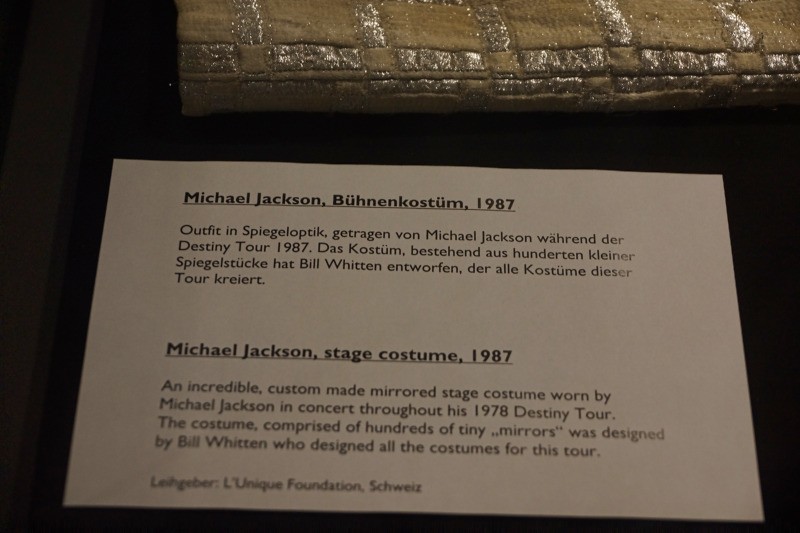 Michael Jackson, Bühnenkostüm, 1987
Outfit in Spiegeloptik, getragen von Michael Jackson während der
Destiny Tour 1987. Das Kostüm, bestehend aus hunderten kleiner
Spiegelstücke hat Bill Whitten entworfen, der alle Kostüme dieser
Tour kreiert.
Michael Jackson, stage costume, 1987
An incredible, custom made mirrored stage costume worn by
Michael Jackson in concert throughout his 1978 Destiny Tour.
The costume, comprised of hundreds of tiny „mirrors“ was designed
by Bill Whitten who designed all the costumes for this tour.
Leihgeber: L'Unique Foundation, Schweiz